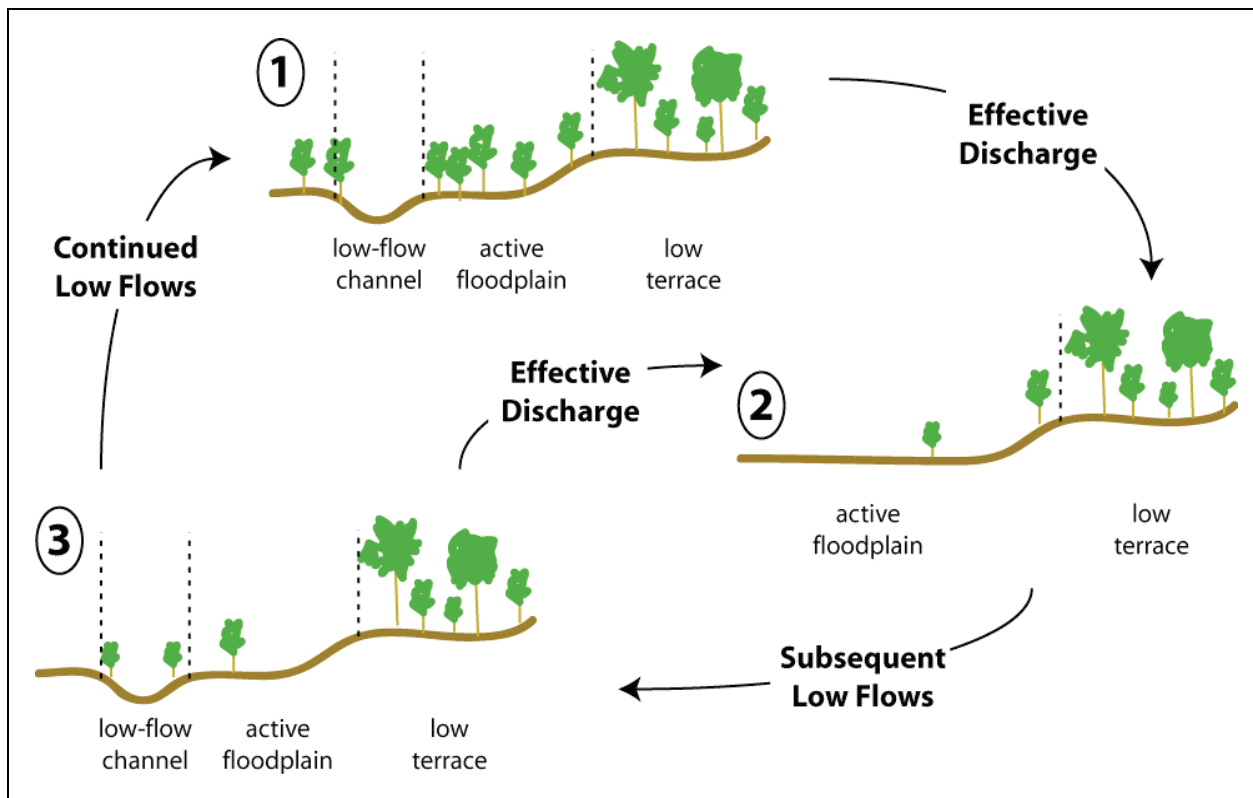 1
Effective
Discharge
Continued
Low Flows
low-flow
channel
active
floodplain
low
terrace
Effective
Discharge
2
active
floodplain
low
terrace
3
Subsequent
Low Flows
low-flow
channel
active
floodplain
low
terrace